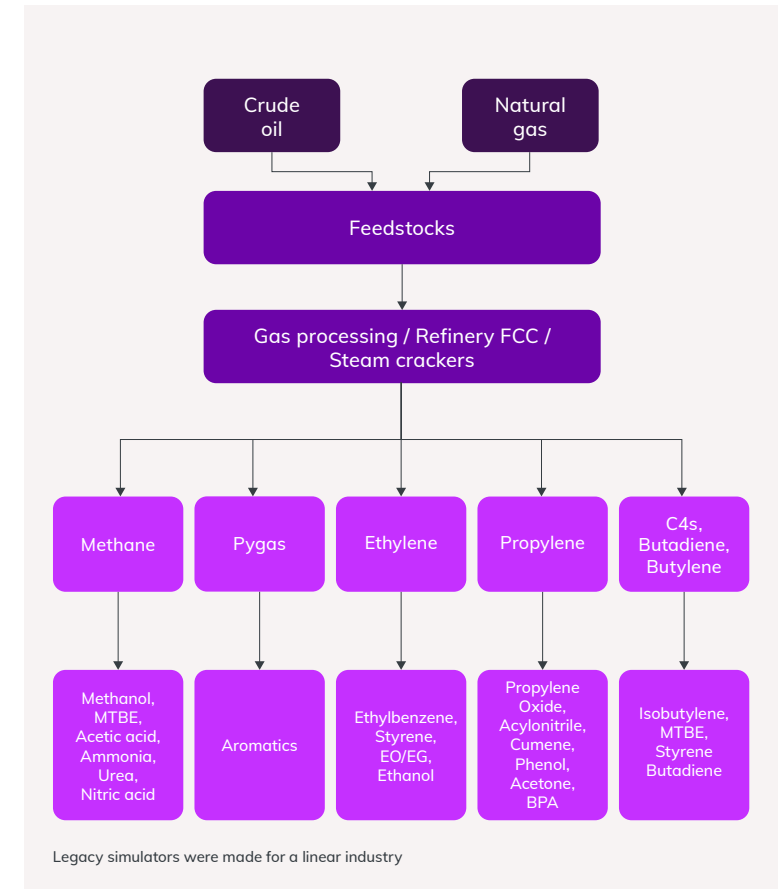 Crude
oil
Natural
gas
Feedstocks
Gas processing / Refinery FCC /
Steam crackers
Methane
Pygas
Ethylene
Propylene
C4s,
Butadiene,
Butylene
Methanol,
MTBE,
Acetic acid,
Ammonia,
Urea,
Nitric acid
Aromatics
Ethylbenzene,
Styrene,
EO/EG,
Ethanol
Propylene
Oxide,
Acylonitrile,
Cumene,
Phenol,
Acetone,
BPA
Isobutylene,
MTBE,
Styrene
Butadiene
Legacy simulators were made for a linear industry